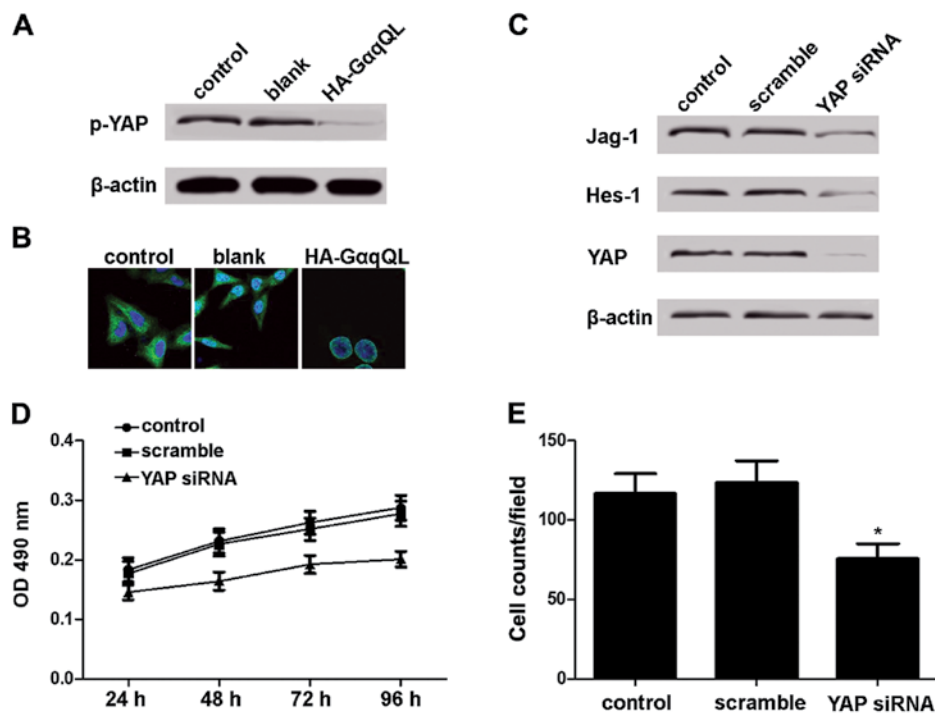 A
control
blank
HA-GαqQL
p-YAP
β-actin
B
control
blank
HA-GαqQL
C
control
scramble
YAP siRNA
Jag-1
Hes-1
YAP
β-actin
D
control
scramble
YAP siRNA
OD 490 nm
0.4
0.3
0.2
0.1
0.0
24 h
48 h
72 h
96 h
E
Cell counts/field
150
100
50
0
*
control
scramble
YAP siRNA